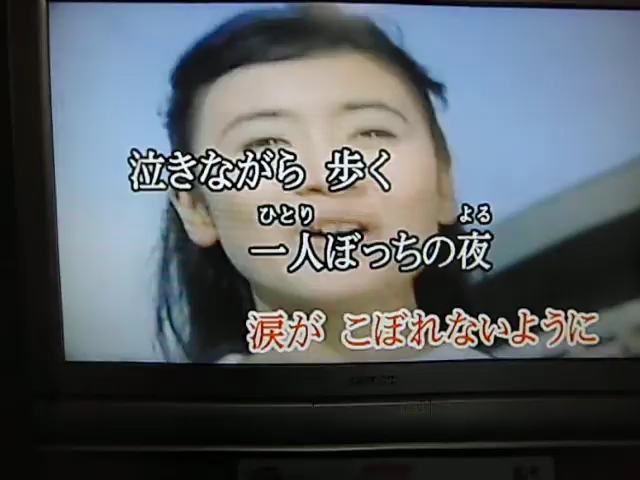 泣きながら 歩く
ひとり よる
一人ぼっちの夜
涙が こぼれないように